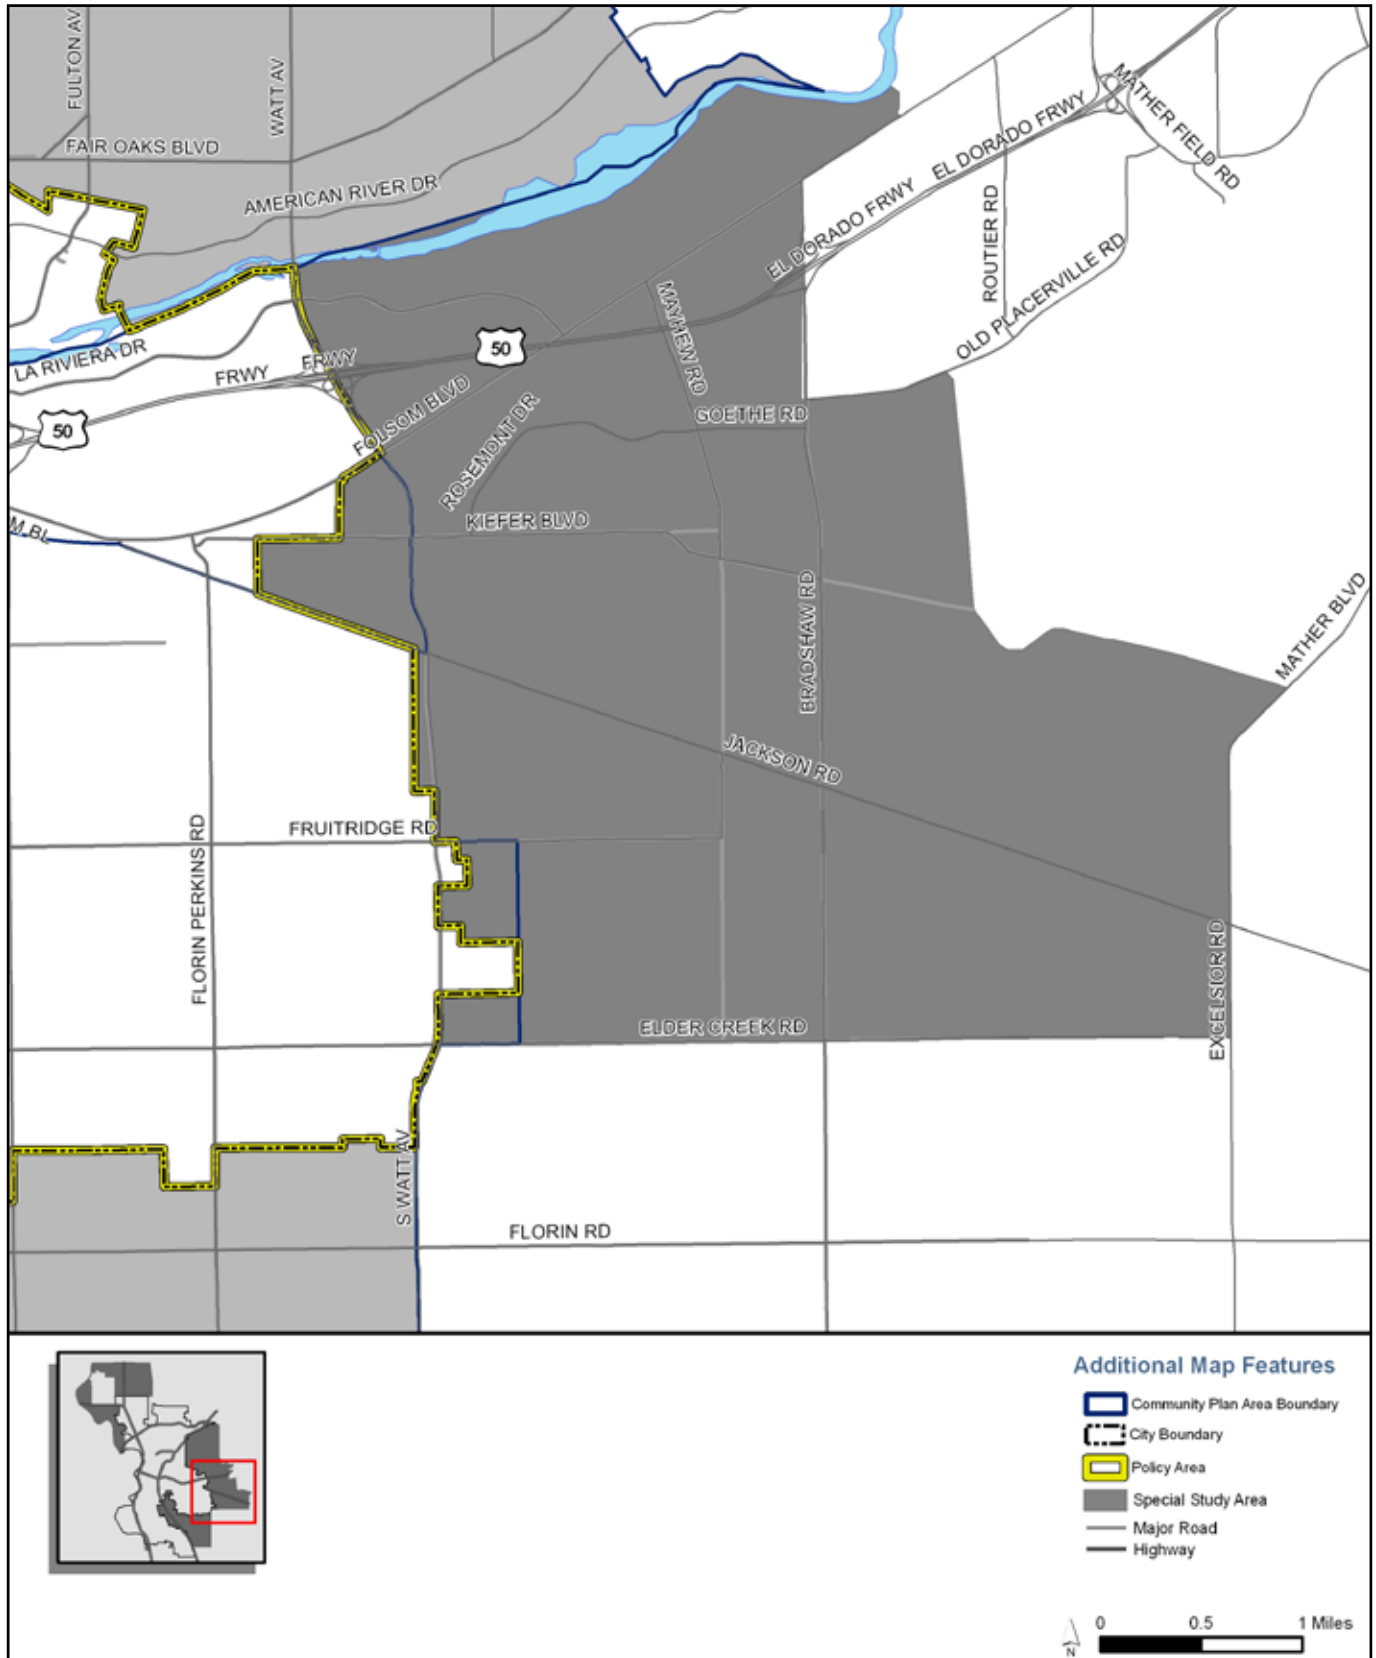 FULTON AV
WATT AV
MATHER FIELD RD
EL DORADO FRWY
FAIR OAKS BLVD
AMERICAN RIVER DR
EL DORADO FRWY
ROUTIER RD
OLD PLACERVILLE RD
MAYHEW RD
LA RIVIERA DR
FRWY
FRWY
50
50
FOLSOM BLVD
ROSEMONT DR
GOETHE RD
KIEFER BLVD
M BL
BRADSHAW RD
MATHER BLVD
JACKSON RD
FRUITRIDGE RD
FLORIN PERKINS RD
EXCELSIOR RD
ELDER CREEK RD
S WATT AV
FLORIN RD
Additional Map Features
Community Plan Area Boundary
City Boundary
Policy Area
Special Study Area
Major Road
Highway
N
0 0.5 1 Miles